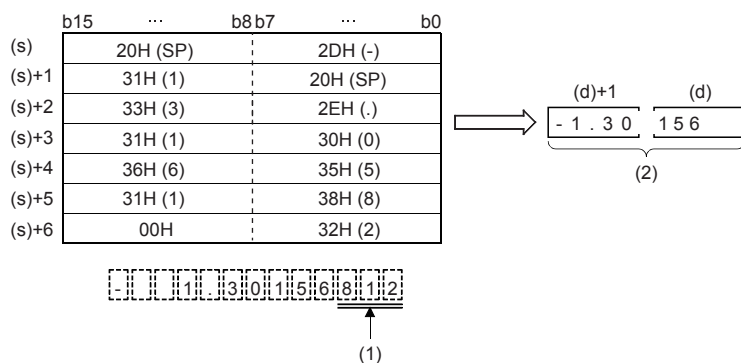 b15 ... b8 b7 ... b0
(s) 20H (SP) 2DH (-)
(s)+1 31H (1) 20H (SP)
(s)+2 33H (3) 2EH (.)
(s)+3 31H (1) 30H (0)
(s)+4 36H (6) 35H (5)
(s)+5 31H (1) 38H (8)
(s)+6 00H 32H (2)
(d)+1 (d)
- 1 . 3 0 1 5 6
(2)
- 1 . 3 0 1 5 6 8 1 2
(1)